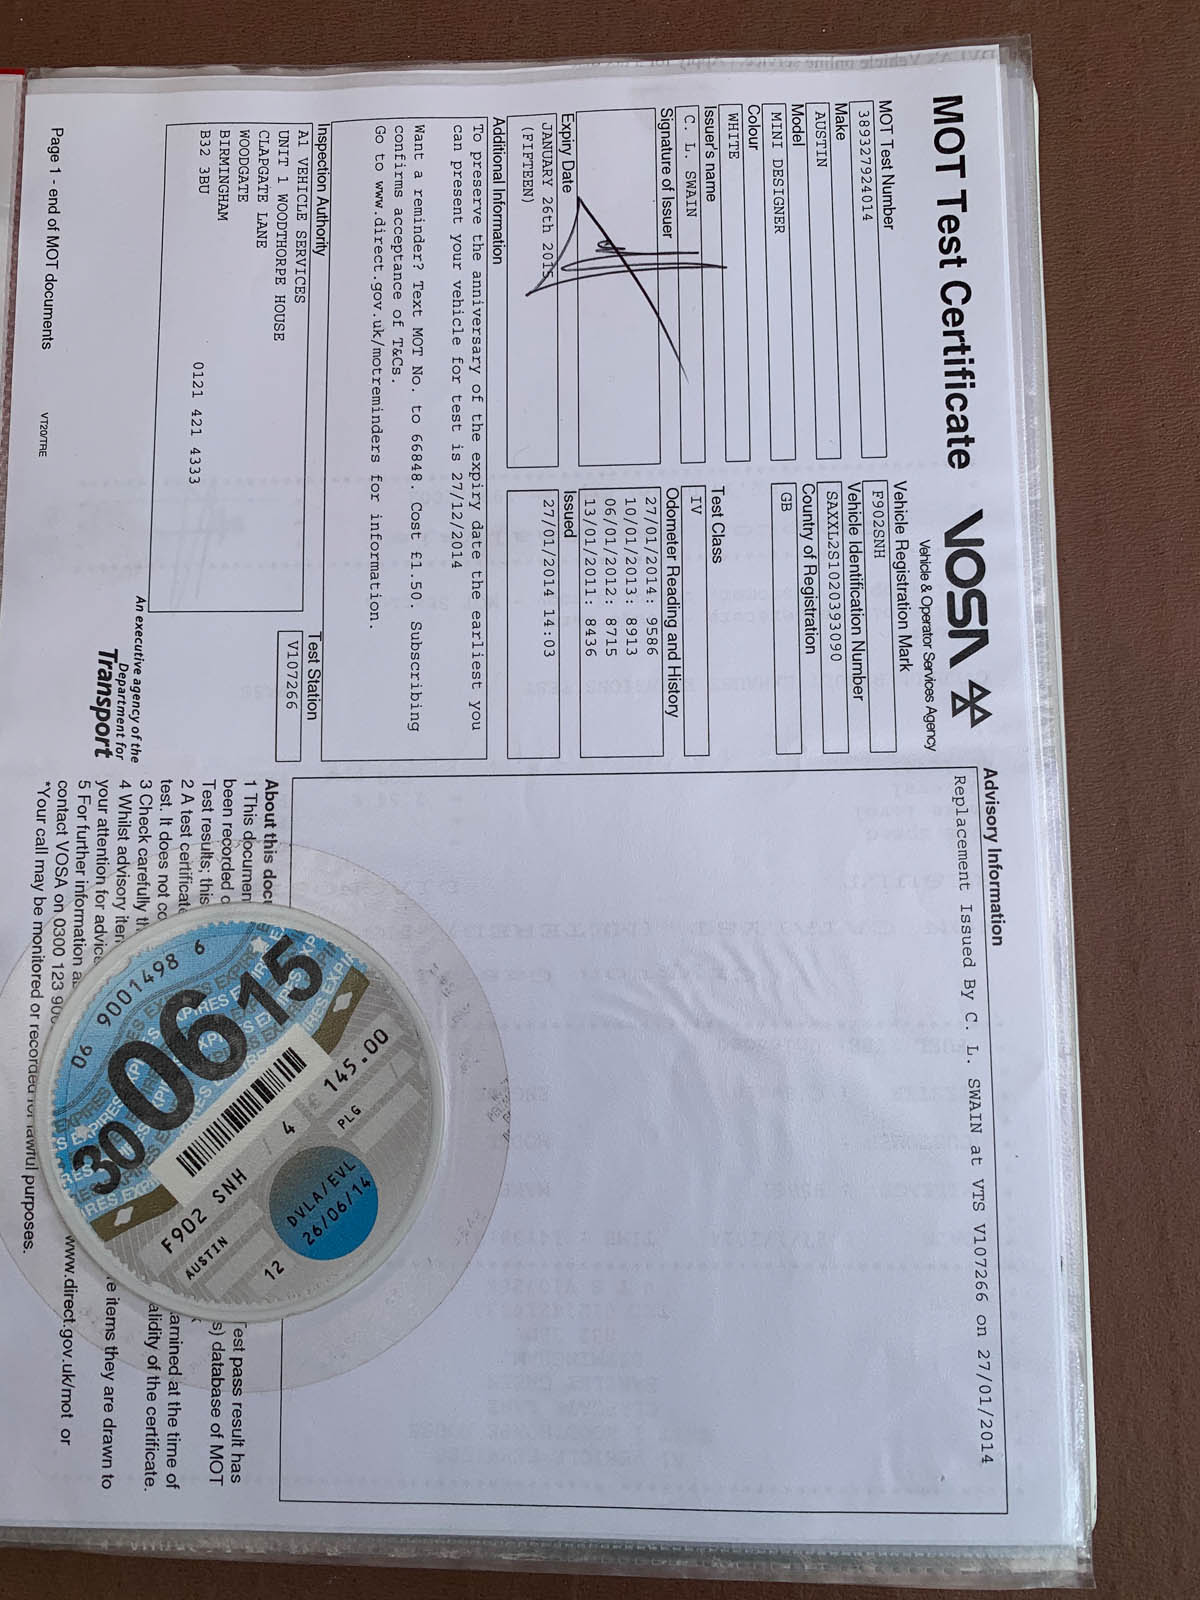 MOT Test Certificate
VOSA
Vehicle & Operator Services Agency
MOT Test Number
389327924014
Make
AUSTIN
Model
MINI DESIGNER
Colour
WHITE
Issuer's name
C. L. SWAIN
Signature of Issuer
Expiry Date
JANUARY 26th 2015
(FIFTEEN)
Vehicle Registration Mark
F902SNH
Vehicle Identification Number
SAXXL2S1020393090
Country of Registration
GB
Test Class
IV
Odometer Reading and History
27/01/2014: 9586
10/01/2013: 8913
06/01/2012: 8715
13/01/2011: 8436
Issued
27/01/2014 14:03
Additional Information
To preserve the anniversary of the expiry date the earliest you
can present your vehicle for test is 27/12/2014
Want a reminder? Text MOT No. to 66848. Cost £1.50. Subscribing
confirms acceptance of T&Cs.
Go to www.direct.gov.uk/motreminders for information.
Inspection Authority
A1 VEHICLE SERVICES
UNIT 1 WOODTHORPE HOUSE
CLAPGATE LANE
WOODGATE
BIRMINGHAM
B32 3BU
0121 421 4333
Test Station
V107266
An executive agency of the
Department for
Transport
Page 1 - end of MOT documents
VT20/TRE
Advisory Information
Replacement Issued By C. L. SWAIN at VTS V107266 on 27/01/2014
About this
1 This
been recorded
Test pass result has
Test results; this
database of MOT
2 A test certificate
examined at the time of
test. It does not
validity of the certificate.
3 Check carefully
4 Whilst advisory
items they are drawn to
your attention for advice
5 For further information
www.direct.gov.uk/mot or
contact VOSA on 0300 123
*Your call may be monitored or recorded for lawful purposes.
06 9001498 6
30 06 15
EXPIRES
145.00
4
PLG
F902 SNH
AUSTIN
DVLA/EVL
26/06/14
12